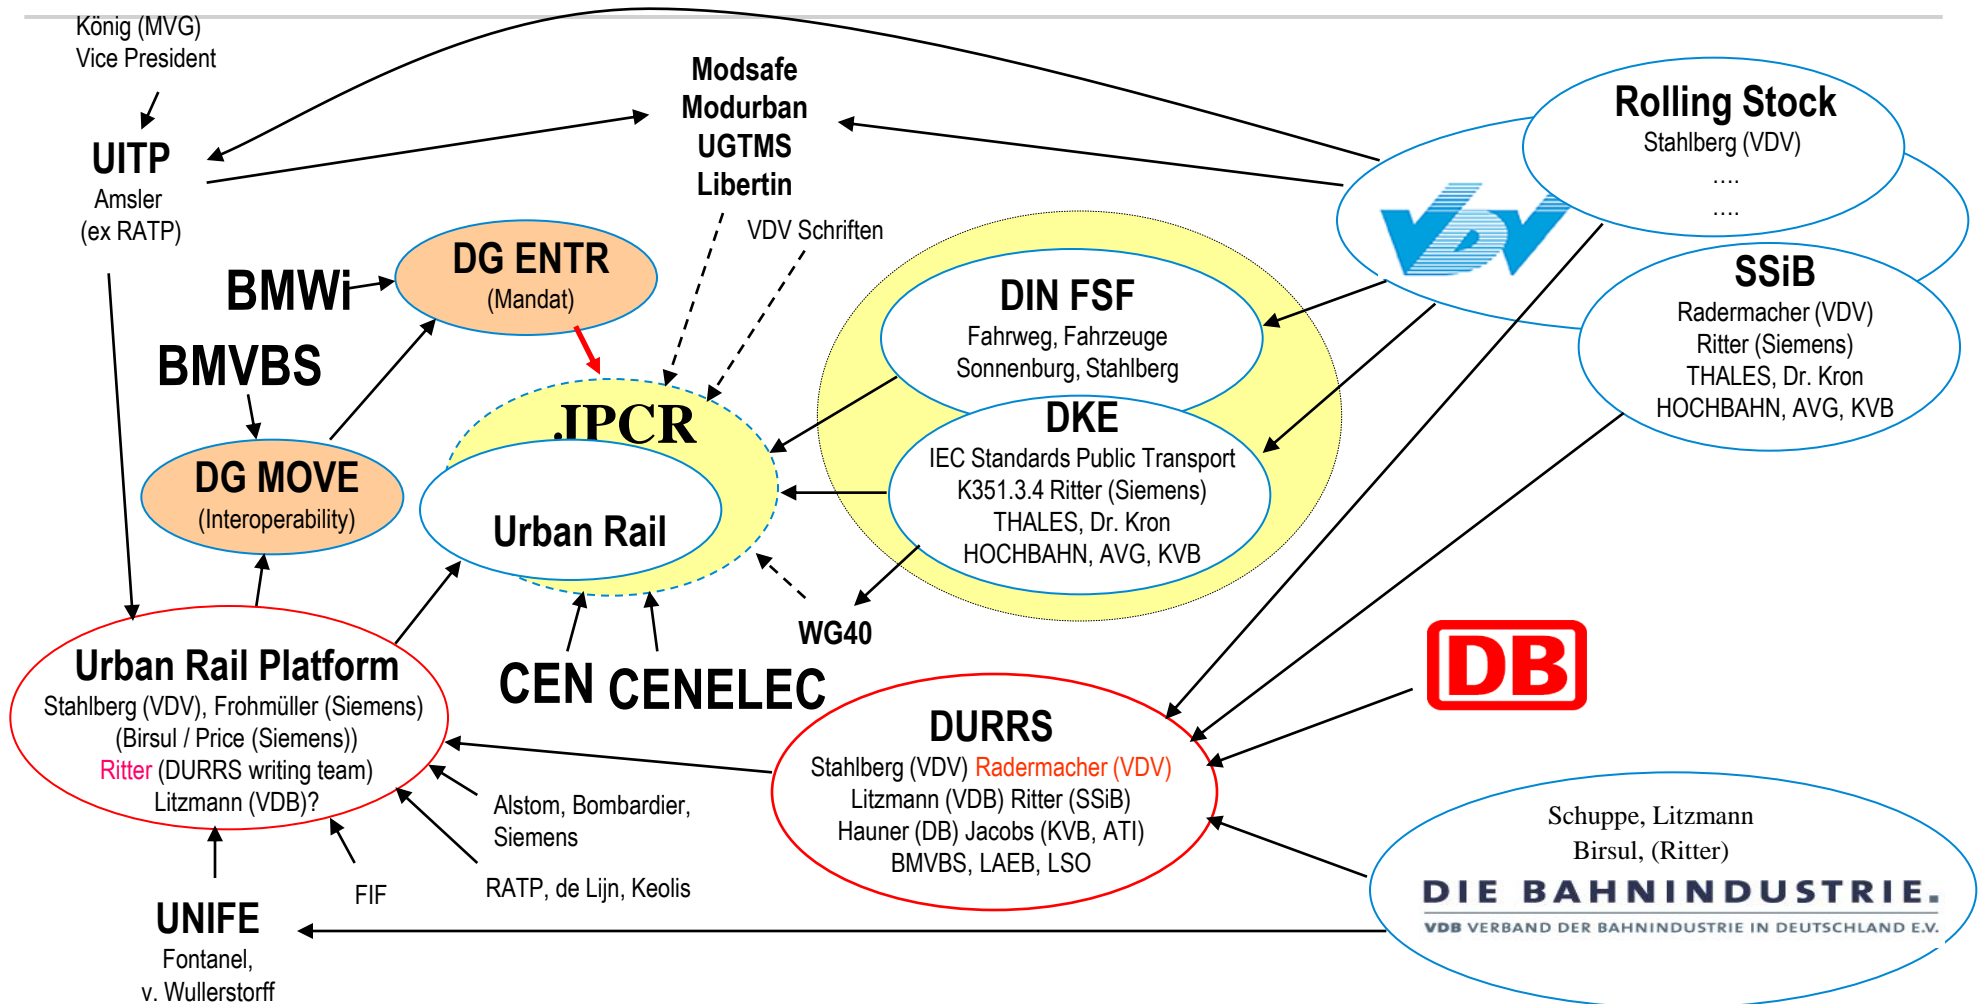 König (MVG)
Vice President
UITP
Amsler
(ex RATP)
Modsafe
Modurban
UGTMS
Libertin
VDV Schriften
VDV
Rolling Stock
Stahlberg (VDV)
....
....
SSiB
Radermacher (VDV)
Ritter (Siemens)
THALES, Dr. Kron
HOCHBAHN, AVG, KVB
BMWi
DG ENTR
(Mandat)
BMVBS
DG MOVE
(Interoperability)
JPCR
Urban Rail
DIN FSF
Fahrweg, Fahrzeuge
Sonnenburg, Stahlberg
DKE
IEC Standards Public Transport
K351.3.4 Ritter (Siemens)
THALES, Dr. Kron
HOCHBAHN, AVG, KVB
WG40
CEN CENELEC
Urban Rail Platform
Stahlberg (VDV), Frohmüller (Siemens)
(Birsul / Price (Siemens))
Ritter (DURRS writing team)
Litzmann (VDB)?
Alstom, Bombardier,
Siemens
RATP, de Lijn, Keolis
FIF
UNIFE
Fontanel,
v. Wullerstorff
DURRS
Stahlberg (VDV) Radermacher (VDV)
Litzmann (VDB) Ritter (SSiB)
Hauner (DB) Jacobs (KVB, ATI)
BMVBS, LAEB, LSO
DB
Schuppe, Litzmann
Birsul, (Ritter)
DIE BAHNINDUSTRIE.
VDB VERBAND DER BAHNINDUSTRIE IN DEUTSCHLAND E.V.